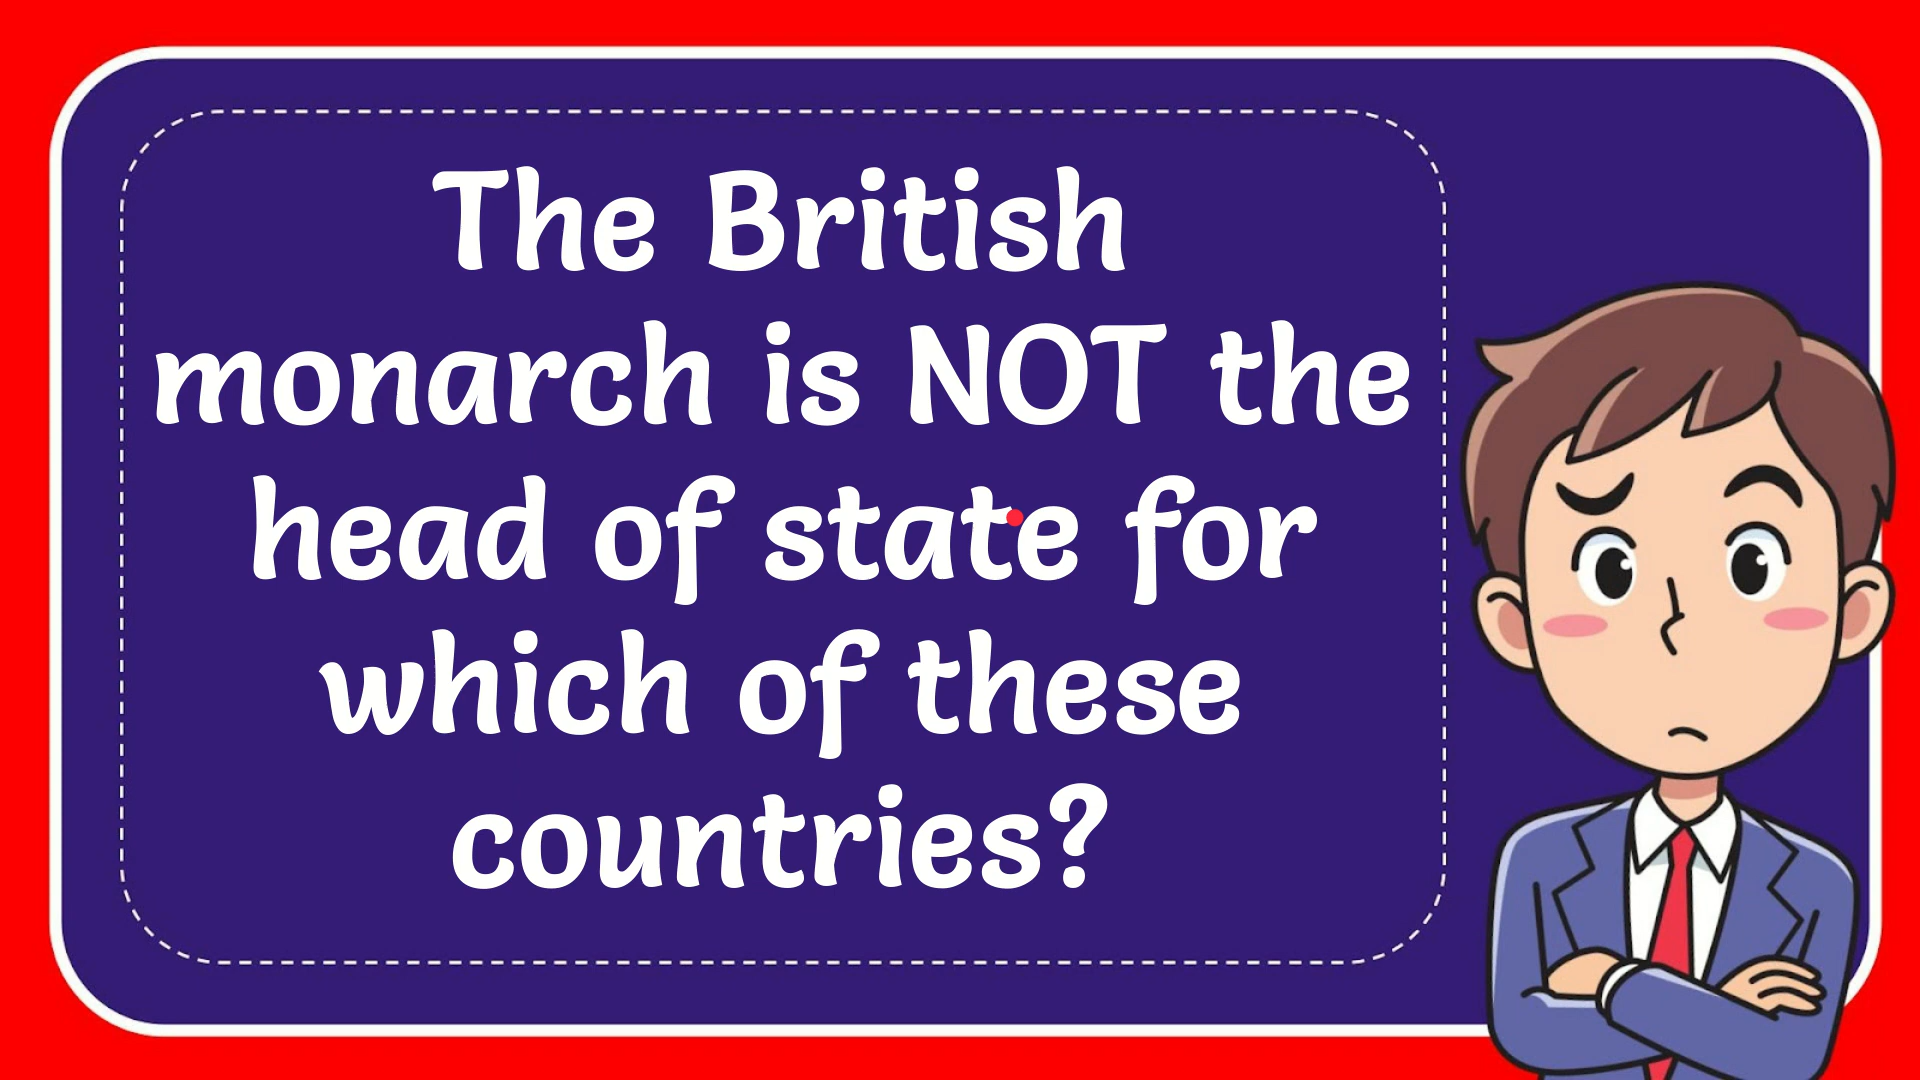 The British
monarch is NOT the
head of state for
which of these
countries?